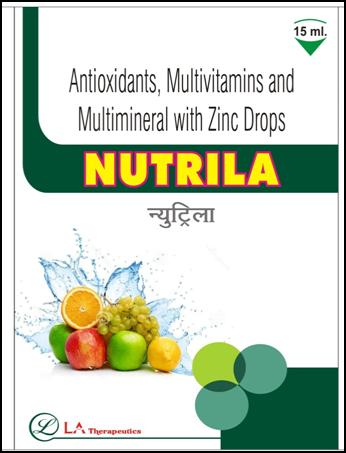 15 ml.
Antioxidants, Multivitamins and
Multimineral with Zinc Drops
NUTRILA
न्युट्रिला
L LA Therapeutics